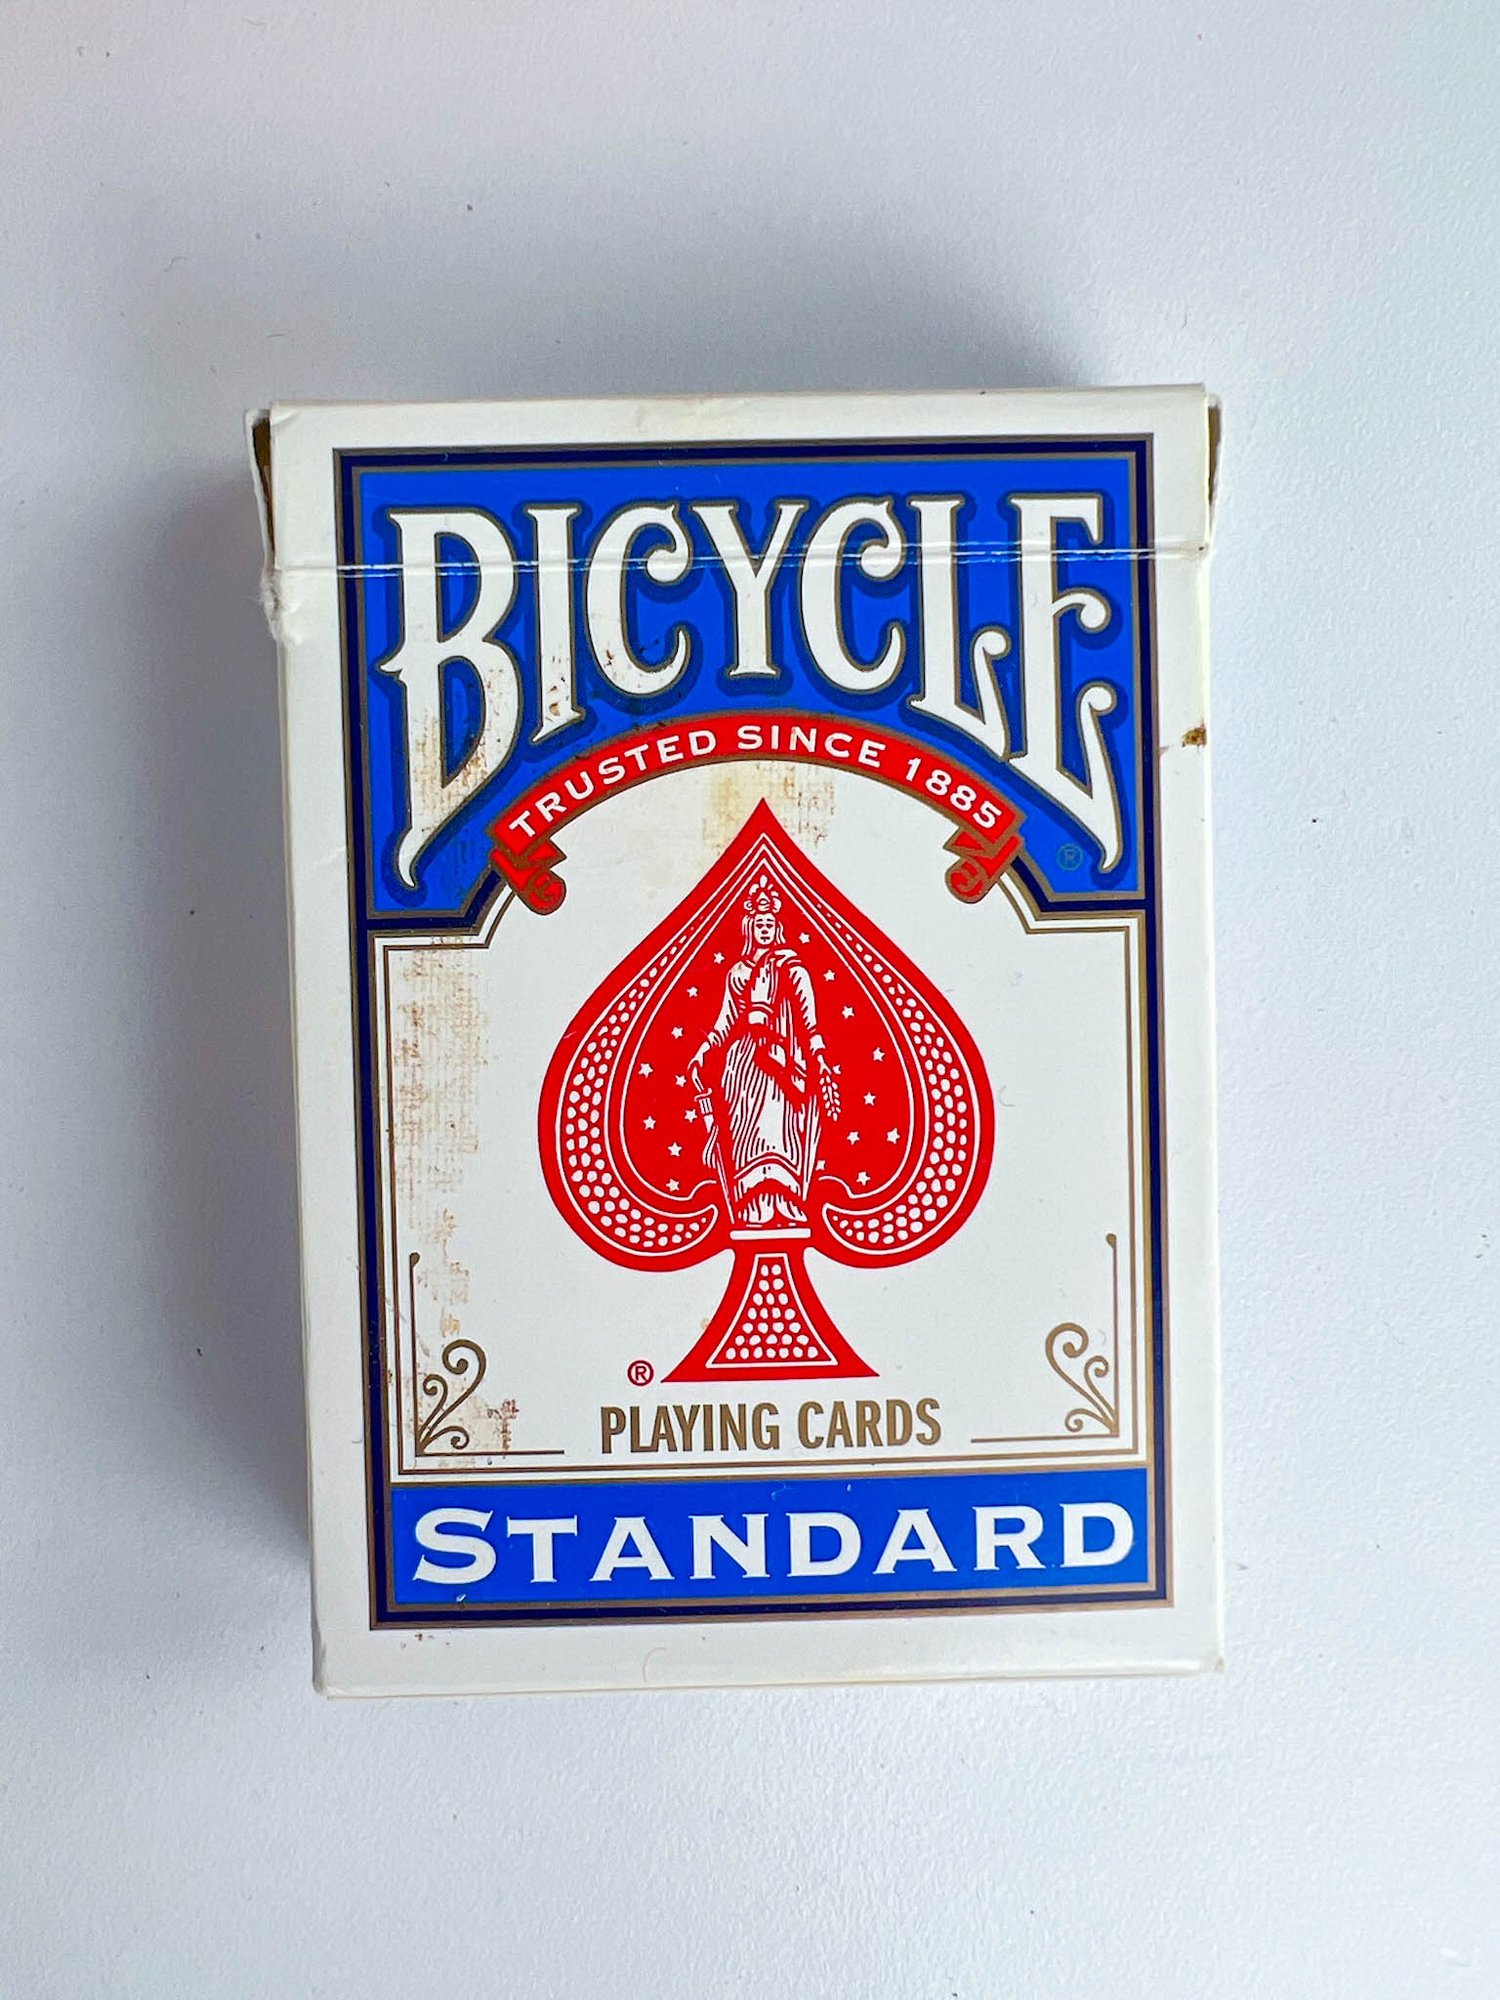 BICYCLE
TRUSTED SINCE 1885
®
®
PLAYING CARDS
STANDARD